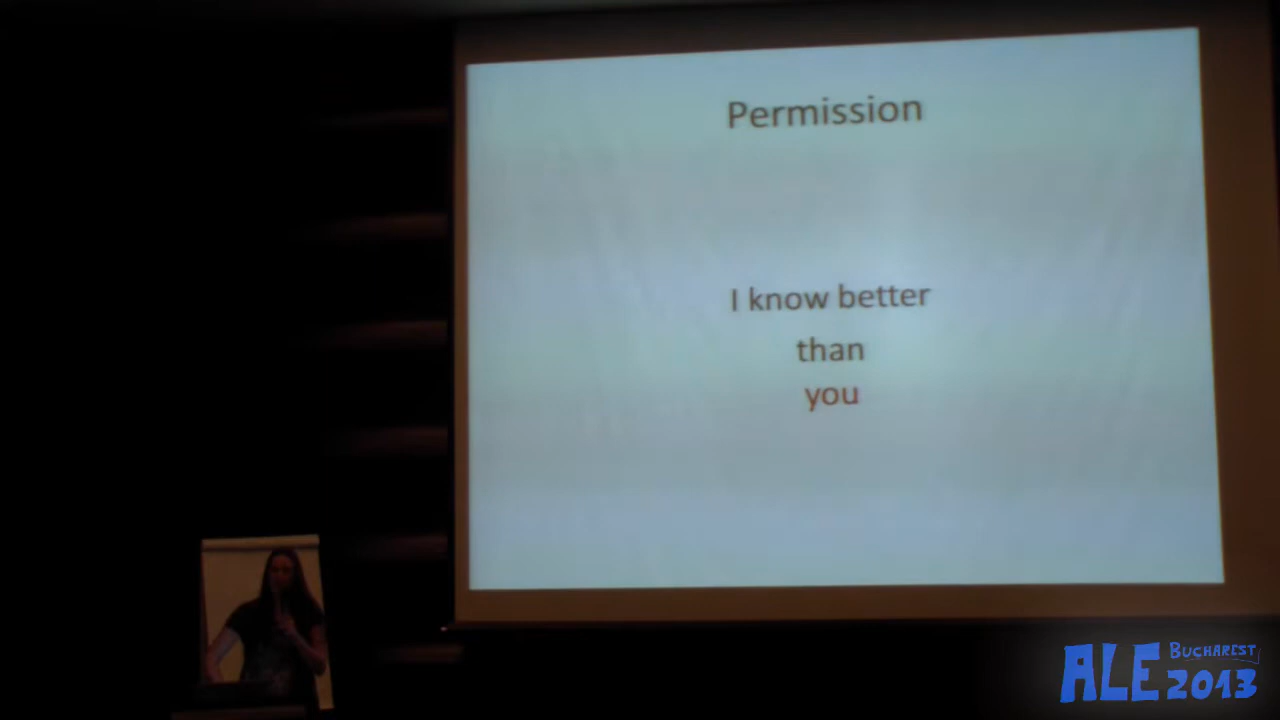 Permission
I know better
than
you
ALE BUCHAREST
2013